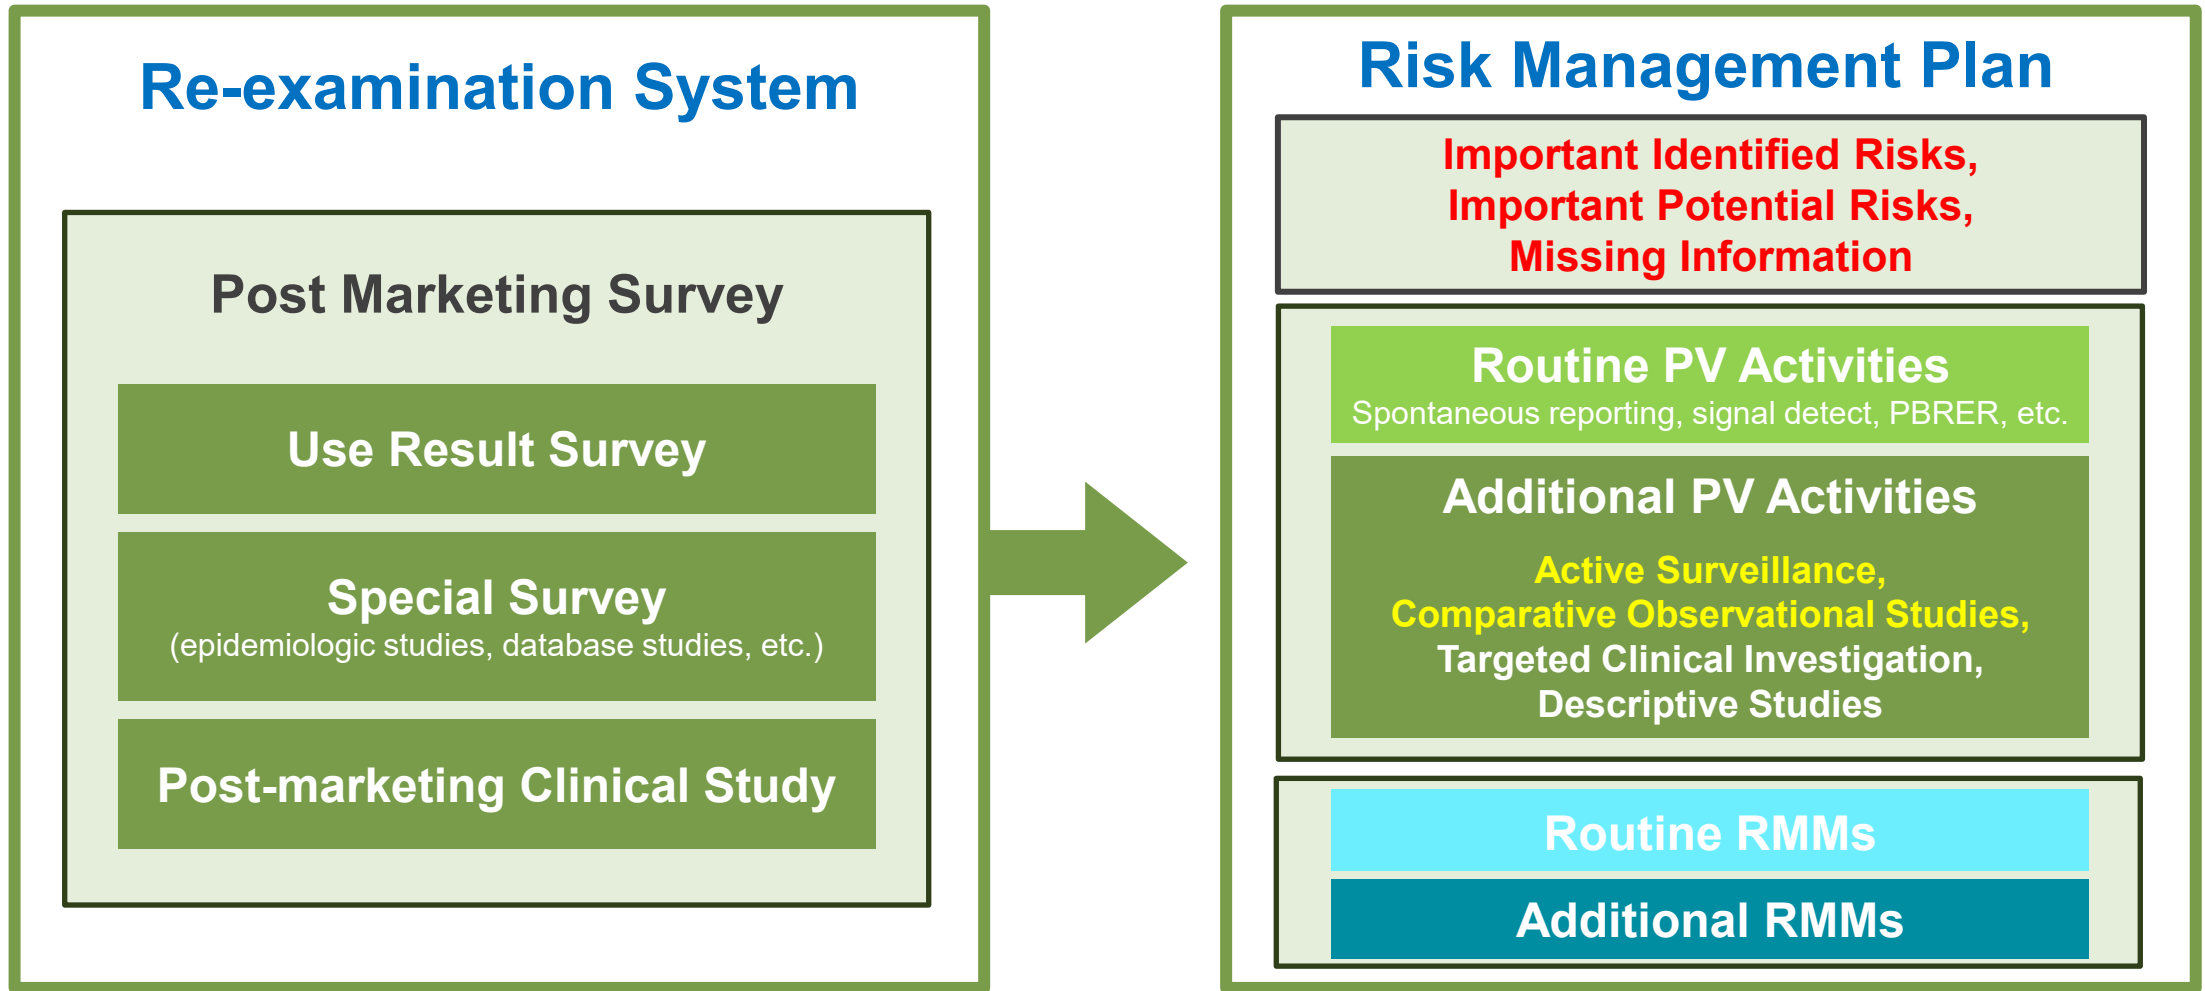 Re-examination System
Post Marketing Survey
Use Result Survey
Special Survey
(epidemiologic studies, database studies, etc.)
Post-marketing Clinical Study
Risk Management Plan
Important Identified Risks,
Important Potential Risks,
Missing Information
Routine PV Activities
Spontaneous reporting, signal detect, PBRER, etc.
Additional PV Activities
Active Surveillance,
Comparative Observational Studies,
Targeted Clinical Investigation,
Descriptive Studies
Routine RMMs
Additional RMMs